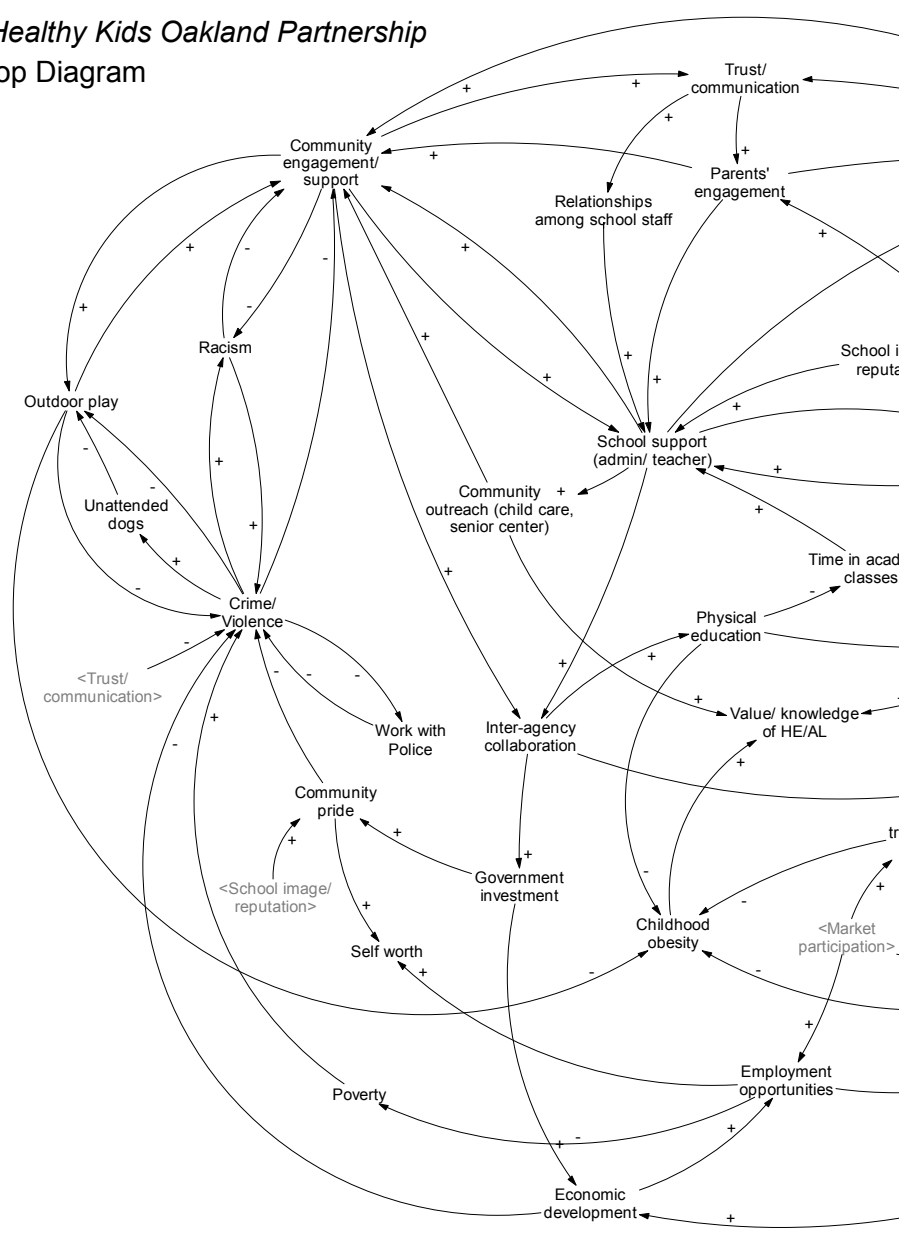 Healthy Kids Oakland Partnership
op Diagram
Trust/
communication
Community
engagement/
support
Parents'
engagement
Relationships
among school staff
Racism
School i
reputa
Outdoor play
School support
(admin/ teacher)
Community
outreach (child care,
senior center)
Unattended
dogs
Time in acad
classes
Crime/
Violence
Physical
education
<Trust/
communication>
Work with
Police
Inter-agency
collaboration
Value/ knowledge
of HE/AL
Community
pride
tr
Government
investment
<School image/
reputation>
Childhood
obesity
<Market
participation>
Self worth
Employment
opportunities
Poverty
Economic
development